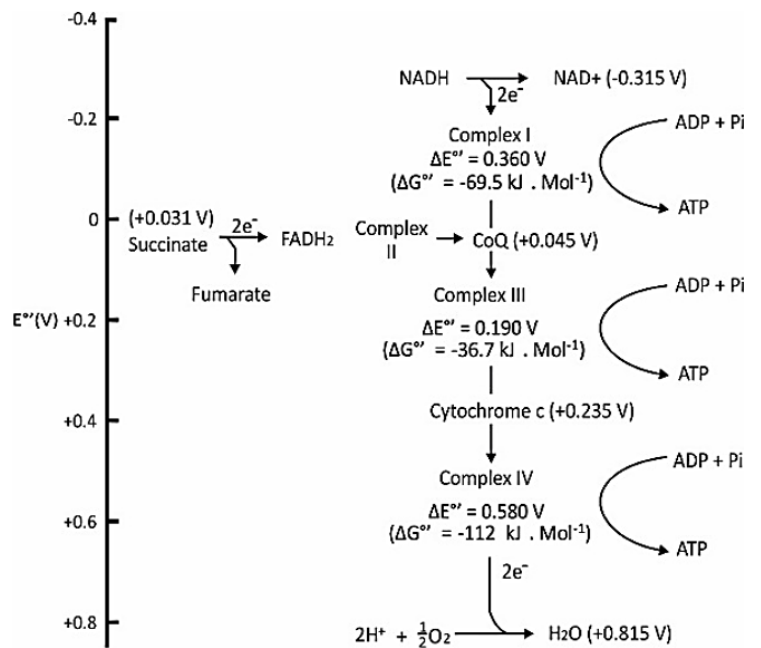 -0.4
NADH
NAD+ (-0.315 V)
2e⁻
-0.2
ADP + Pi
Complex I
ΔE°′ = 0.360 V
(ΔG°′ = -69.5 kJ . Mol⁻¹)
ATP
0
(+0.031 V)
Succinate
2e⁻
FADH₂
Complex
II
CoQ (+0.045 V)
Fumarate
ADP + Pi
Complex III
E°′(V) +0.2
ΔE°′ = 0.190 V
(ΔG°′ = -36.7 kJ . Mol⁻¹)
ATP
+0.4
Cytochrome c (+0.235 V)
ADP + Pi
Complex IV
ΔE°′ = 0.580 V
+0.6
(ΔG°′ = -112 kJ . Mol⁻¹)
ATP
2e⁻
+0.8
2H⁺ + ½O₂
H₂O (+0.815 V)